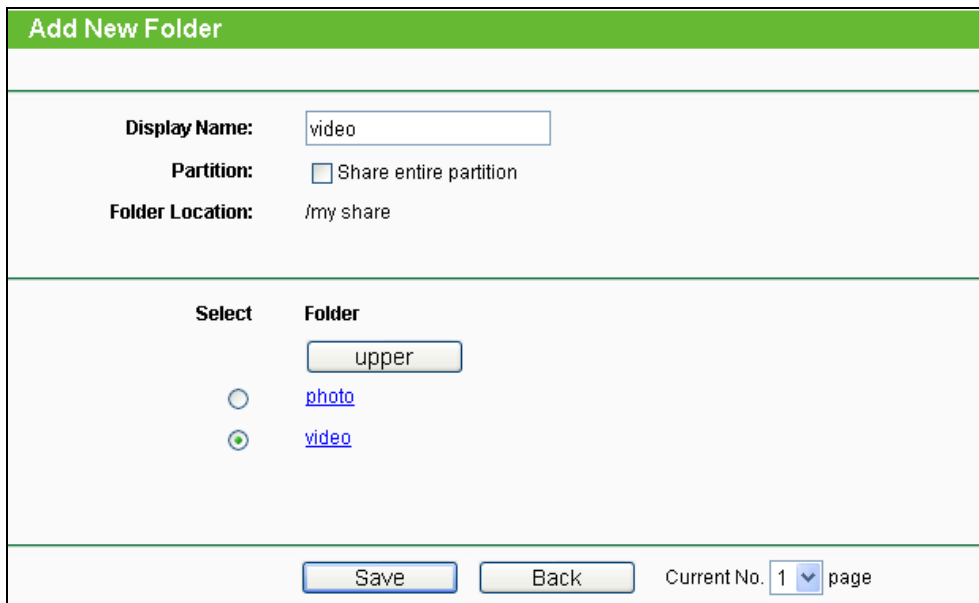 Add New Folder
Display Name: video
Partition: Share entire partition
Folder Location: /my share
Select Folder
upper
photo
video
Save Back Current No. 1 page